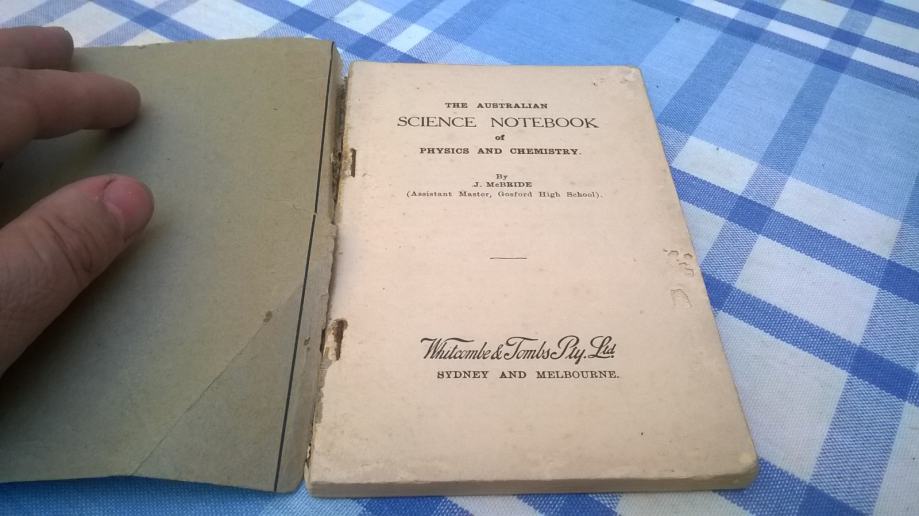 THE AUSTRALIAN
SCIENCE NOTEBOOK
of
PHYSICS AND CHEMISTRY.
By
J. McBRIDE
(Assistant Master, Gosford High School).
Whitcombe & Tombs Pty. Ltd.
SYDNEY AND MELBOURNE.